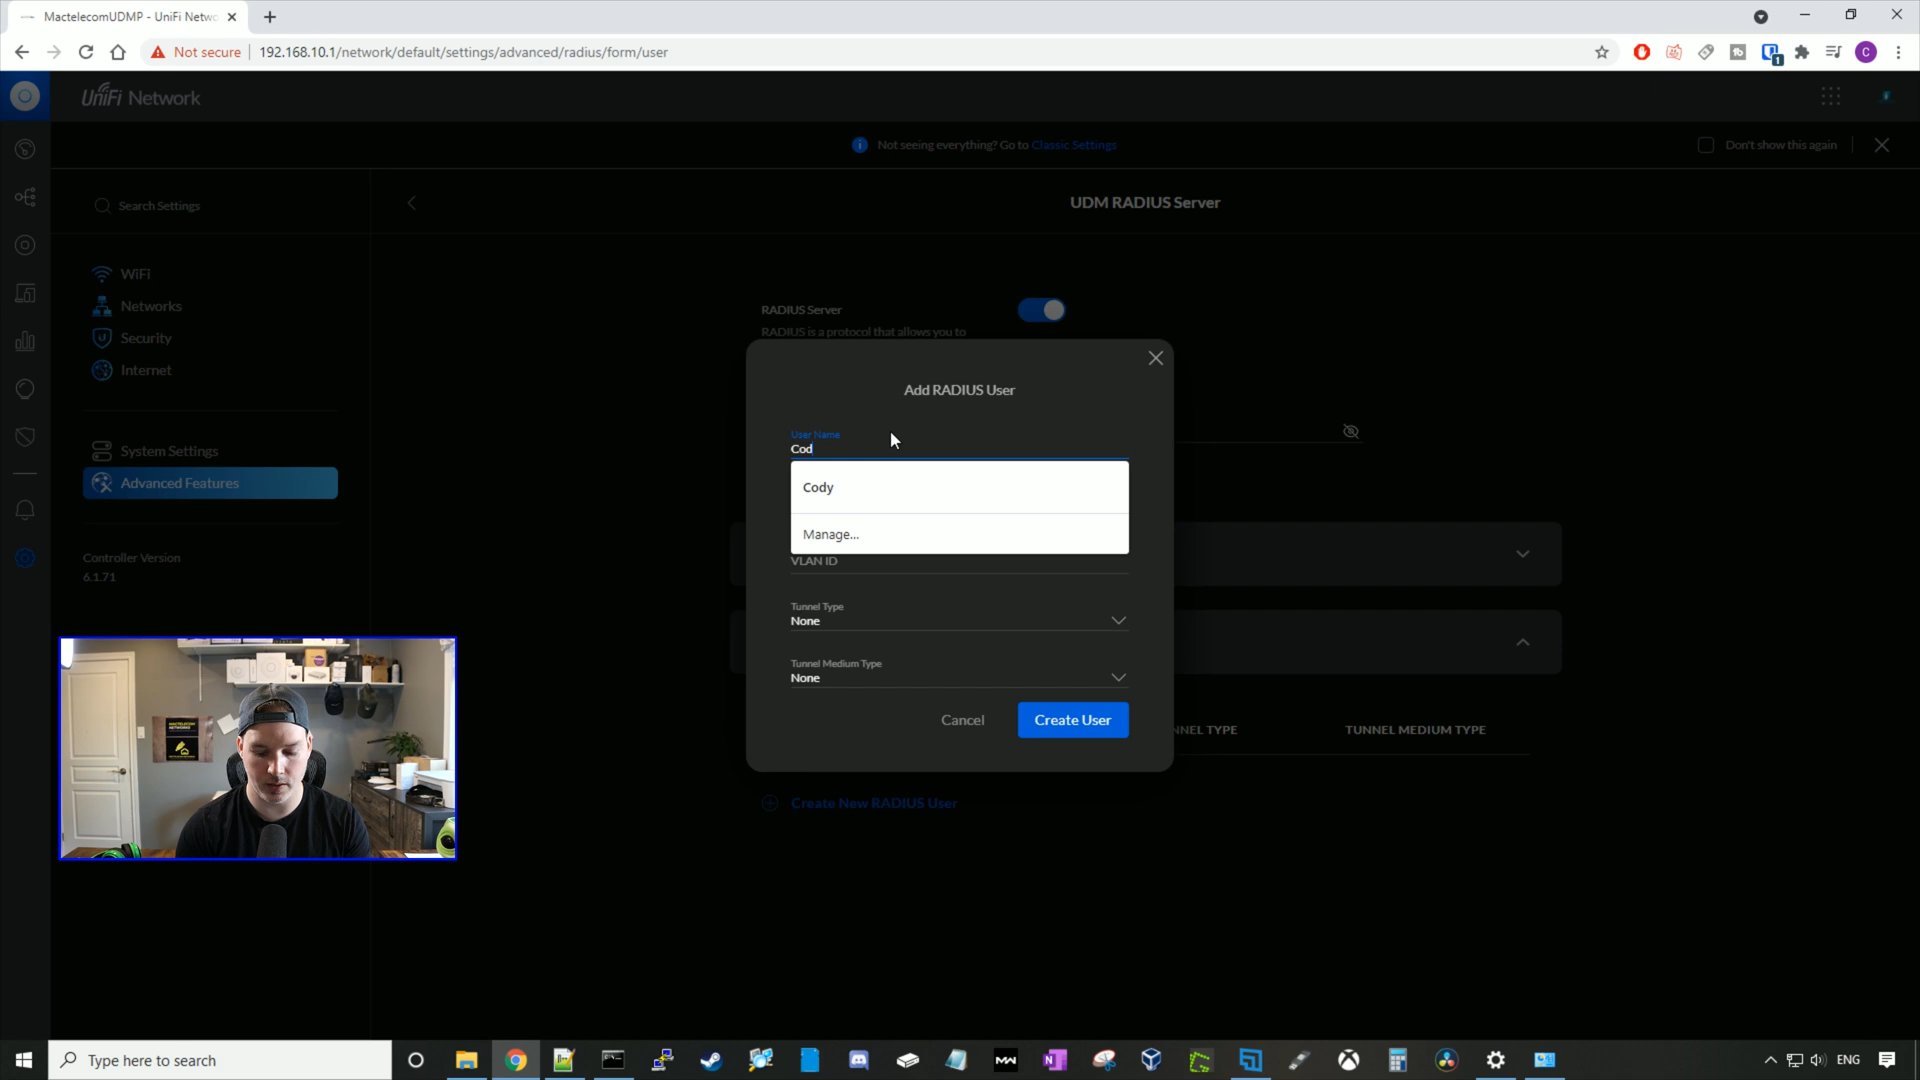 MactelecomUDMP - UniFi Netwo
Not secure
192.168.10.1/network/default/settings/advanced/radius/form/user
C
1
UniFi Network
Not seeing everything? Go to Classic Settings
Don't show this again
Search Settings
UDM RADIUS Server
WiFi
Networks
Security
Internet
RADIUS Server
RADIUS is a protocol that allows you to
Add RADIUS User
User Name
Cod
Cody
Manage...
VLAN ID
System Settings
Advanced Features
Controller Version
6.1.71
Tunnel Type
None
Tunnel Medium Type
None
Cancel
Create User
NNEL TYPE
TUNNEL MEDIUM TYPE
Create New RADIUS User
MACTELECOM
NETWORKS
Type here to search
ENG